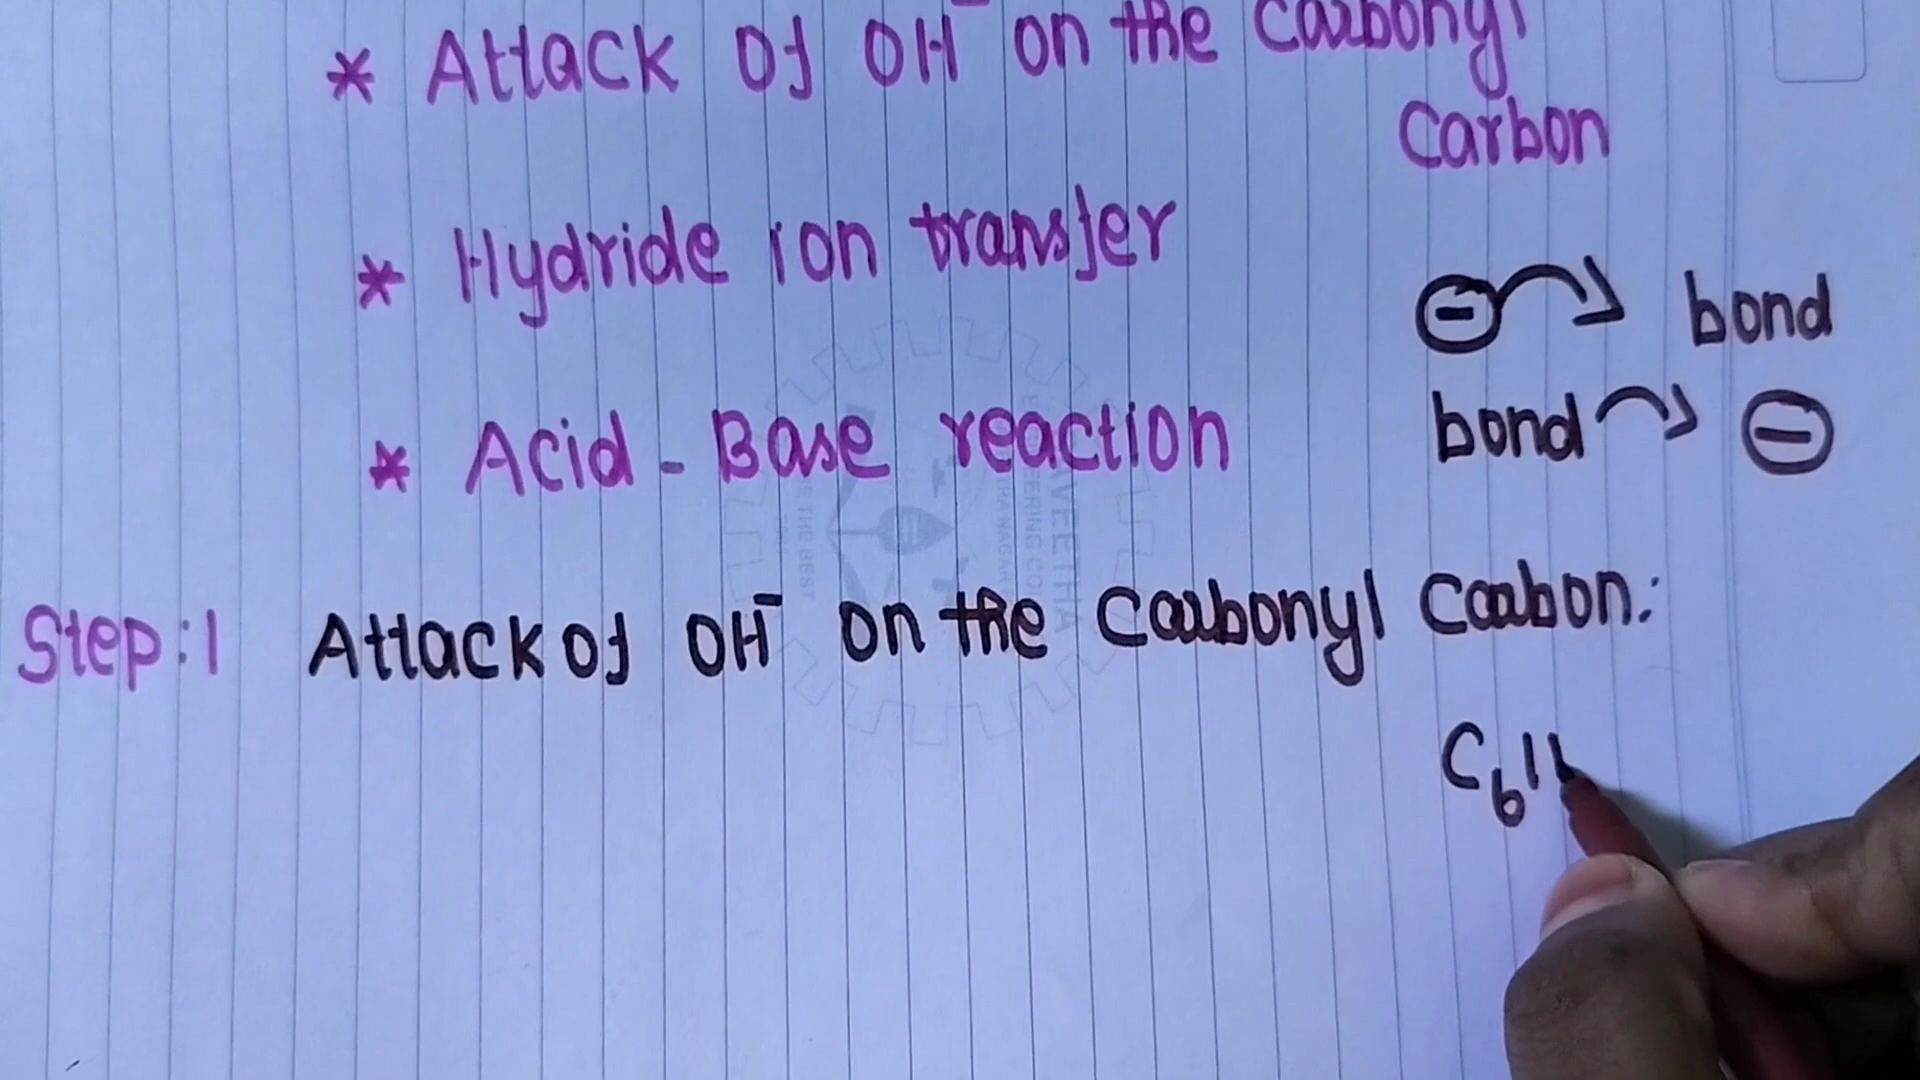 * Attack of OH⁻ on the Carbonyl
Carbon
* Hydride ion transfer
⊖ ↷ bond
* Acid - Base reaction
bond ↷ ⊖
Step:1 Attack of OH⁻ on the Carbonyl Carbon:
C₆H